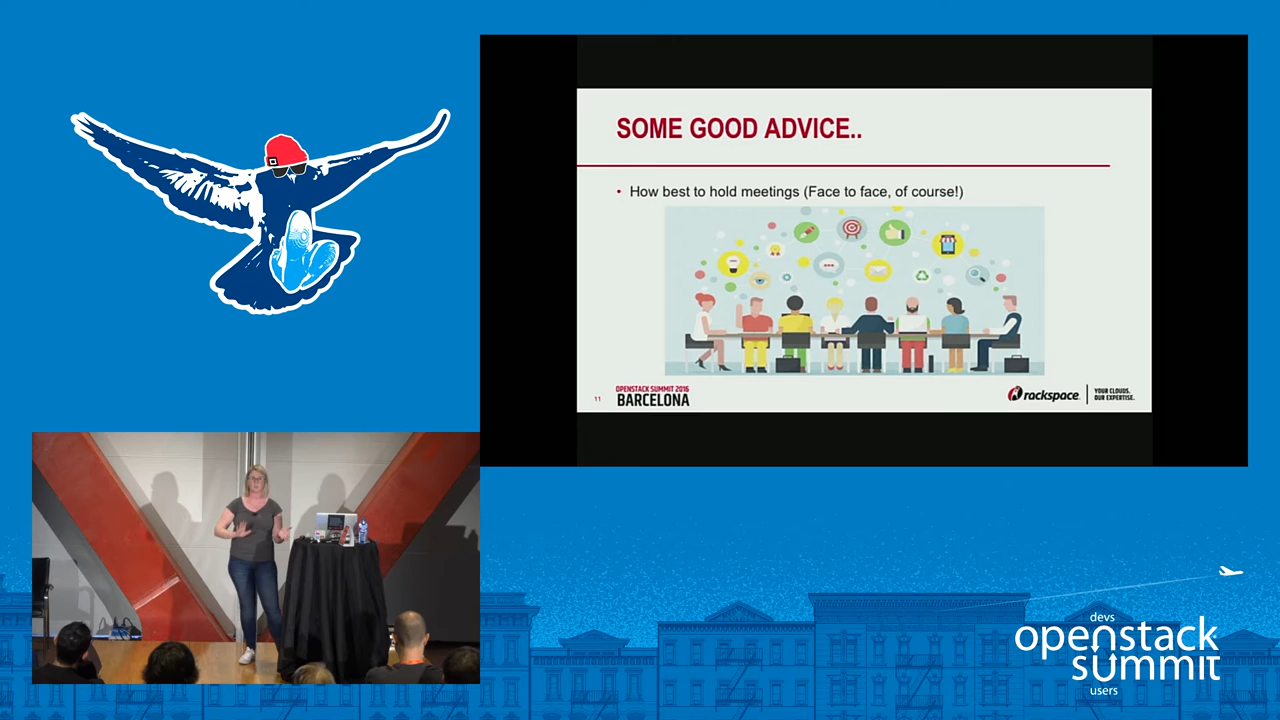 SOME GOOD ADVICE..
• How best to hold meetings (Face to face, of course!)
11
OPENSTACK SUMMIT 2016
BARCELONA
rackspace
YOUR CLOUDS.
OUR EXPERTISE.
devs
openstack
summit
users